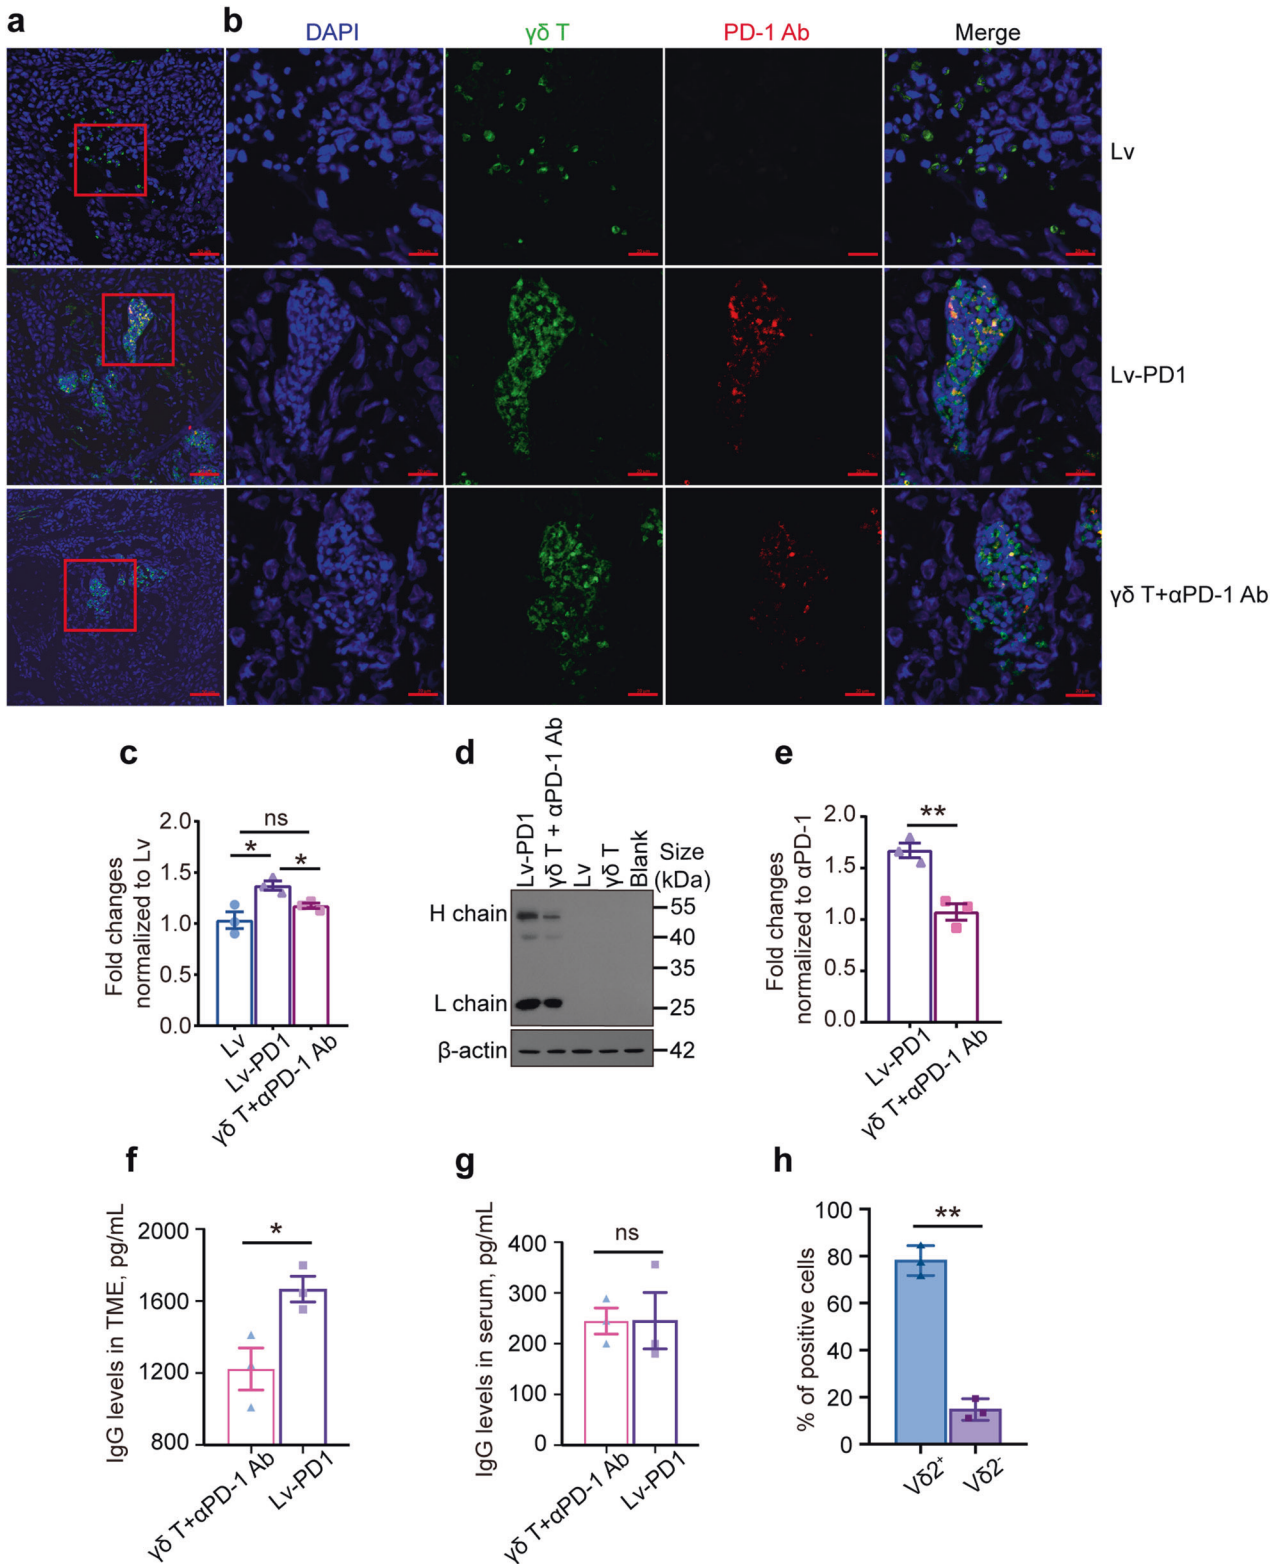 a
b
DAPI
γδ T
PD-1 Ab
Merge
Lv
Lv-PD1
γδ T+αPD-1 Ab
c
Fold changes
normalized to Lv
2.0
1.5
1.0
0.5
0.0
ns
*
*
Lv
Lv-PD1
γδ T+αPD-1 Ab
d
Lv-PD1
γδ T + αPD-1 Ab
Lv
γδ T
Blank
Size
(kDa)
H chain
L chain
β-actin
55
40
35
25
42
e
Fold changes
normalized to αPD-1
2.0
1.5
1.0
0.5
0.0
**
Lv-PD1
γδ T+αPD-1 Ab
f
IgG levels in TME, pg/mL
2000
1600
1200
800
*
γδ T+αPD-1 Ab
Lv-PD1
g
IgG levels in serum, pg/mL
400
300
200
100
0
ns
γδ T+αPD-1 Ab
Lv-PD1
h
% of positive cells
100
80
60
40
20
0
**
Vδ2⁺
Vδ2⁻